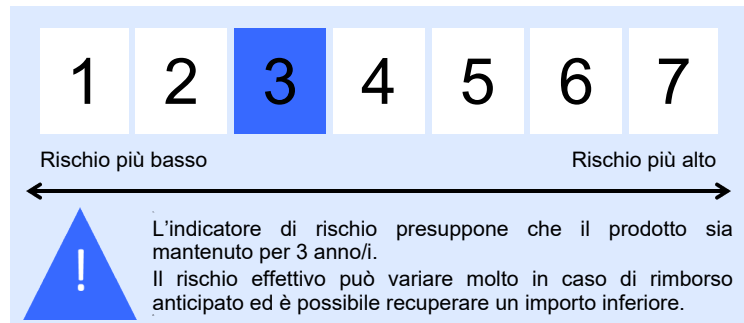 1 2 3 4 5 6 7
Rischio più basso Rischio più alto
! L'indicatore di rischio presuppone che il prodotto sia
mantenuto per 3 anno/i.
Il rischio effettivo può variare molto in caso di rimborso
anticipato ed è possibile recuperare un importo inferiore.